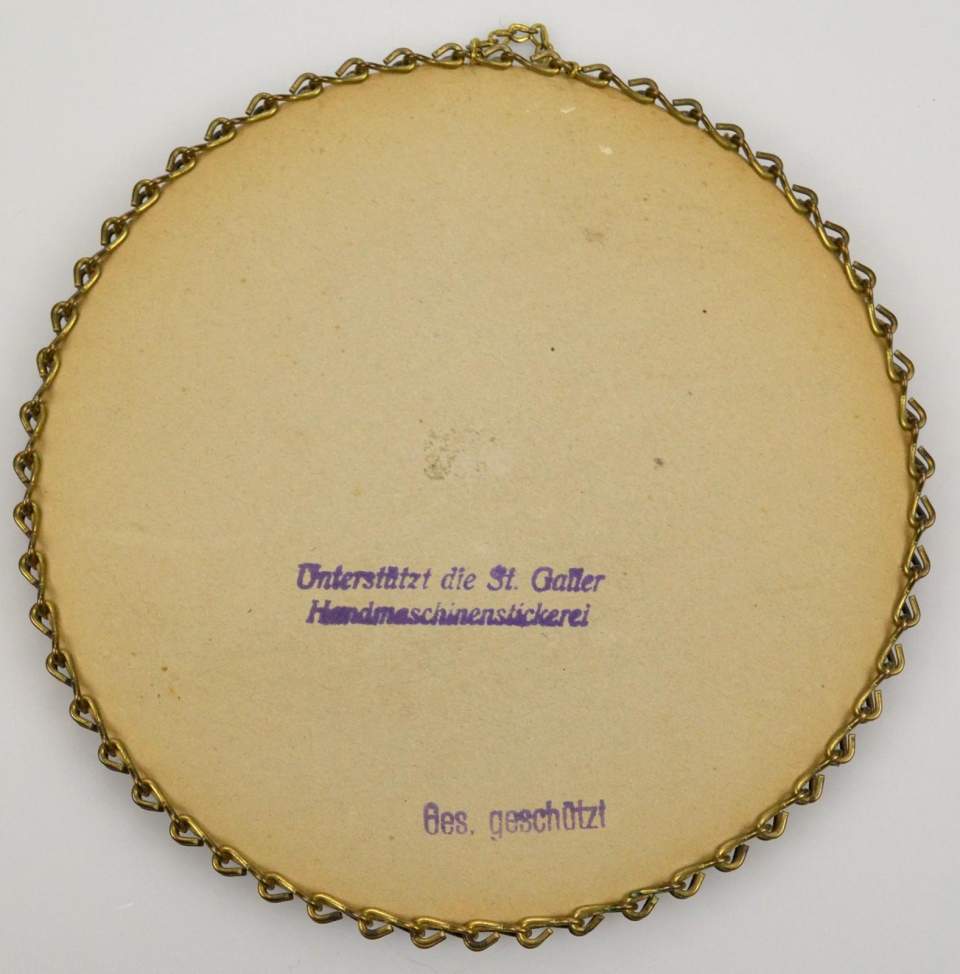 Unterstützt die St. Galler
Handmaschinenstickerei
Ges. geschützt